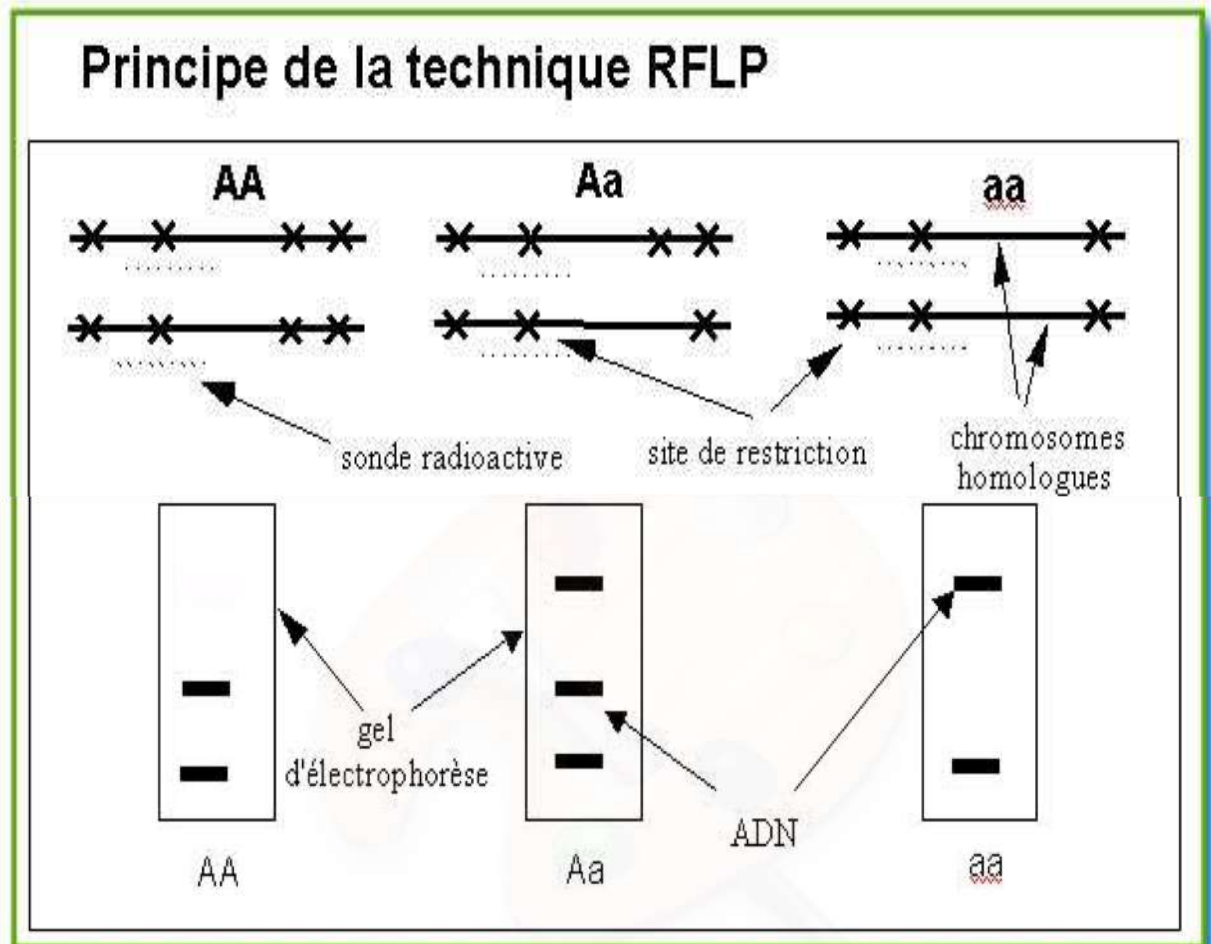 Principe de la technique RFLP
AA
Aa
aa
sonde radioactive
site de restriction
chromosomes
homologues
gel
d'électrophorèse
ADN
AA
Aa
aa